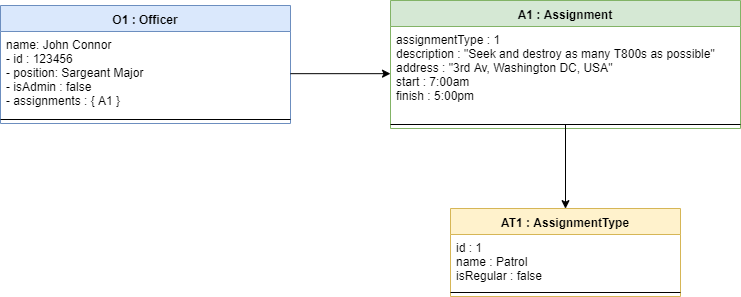 O1 : Officer
name: John Connor
- id : 123456
- position: Sargeant Major
- isAdmin : false
- assignments : { A1 }
A1 : Assignment
assignmentType : 1
description : "Seek and destroy as many T800s as possible"
address : "3rd Av, Washington DC, USA"
start : 7:00am
finish : 5:00pm
AT1 : AssignmentType
id : 1
name : Patrol
isRegular : false